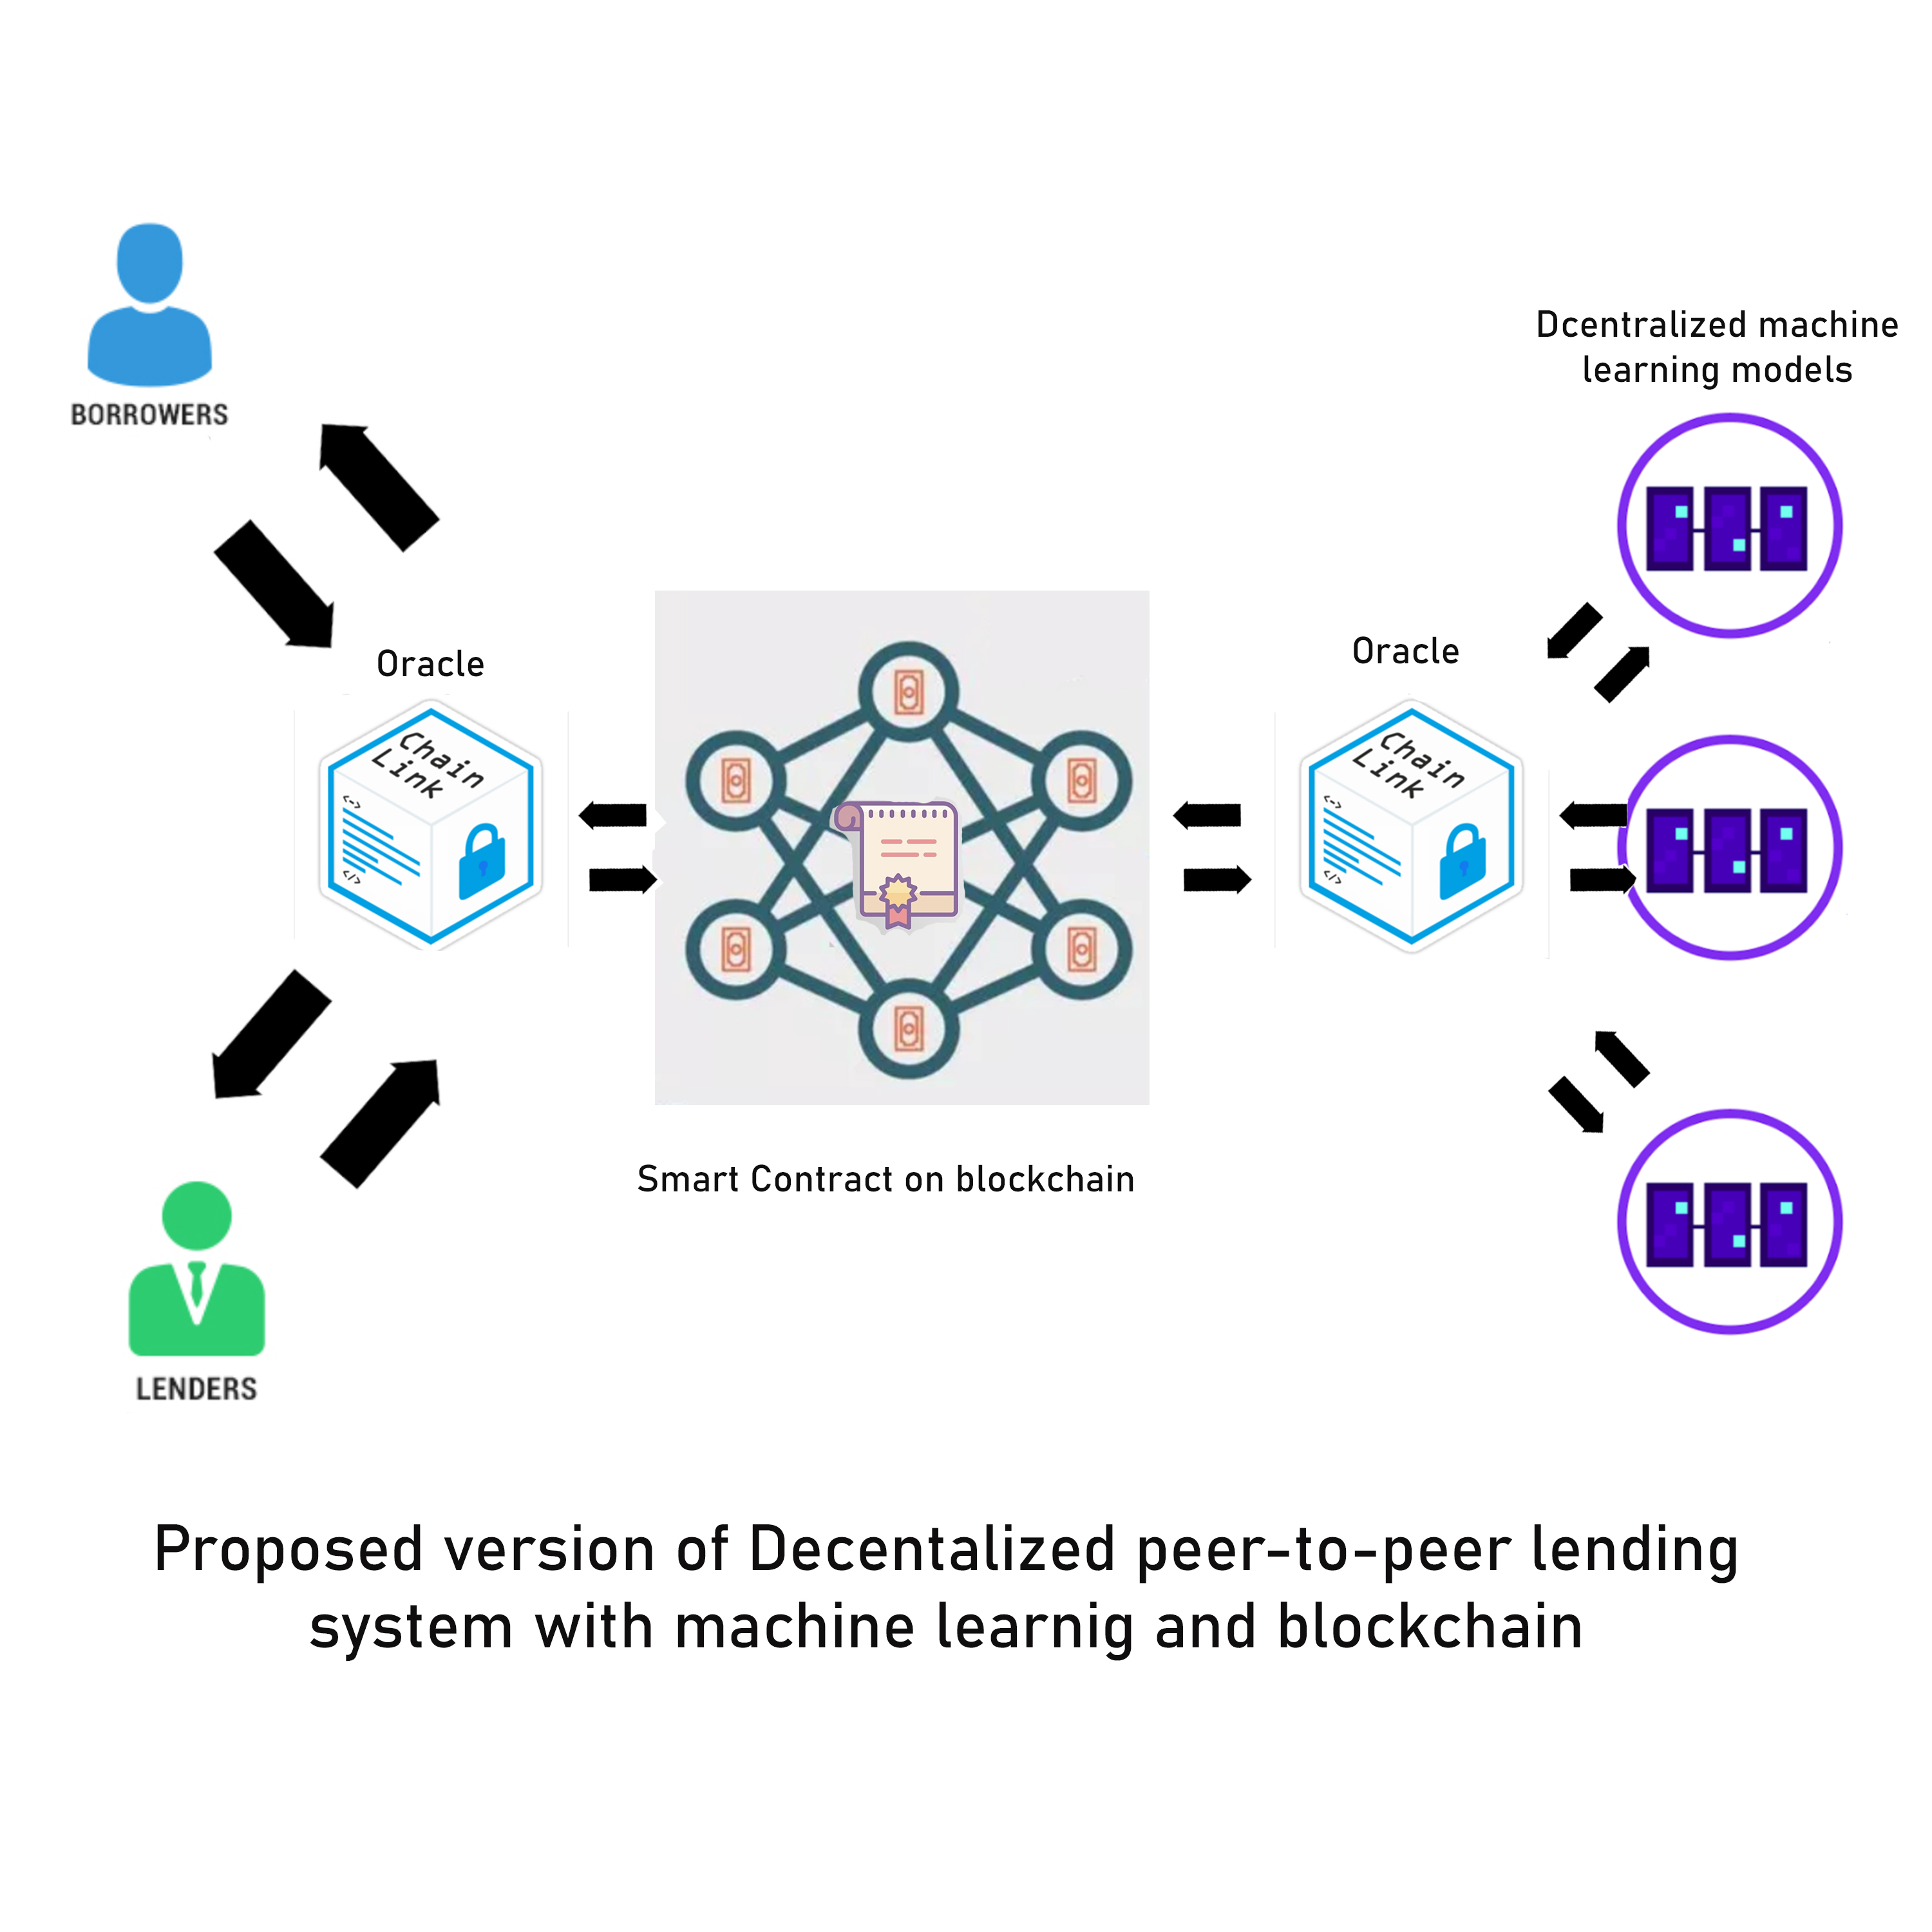 BORROWERS
Dcentralized machine
learning models
Oracle
Oracle
Chain
Link
<->
</>
Chain
Link
<->
</>
Smart Contract on blockchain
LENDERS
Proposed version of Decentalized peer-to-peer lending
system with machine learnig and blockchain